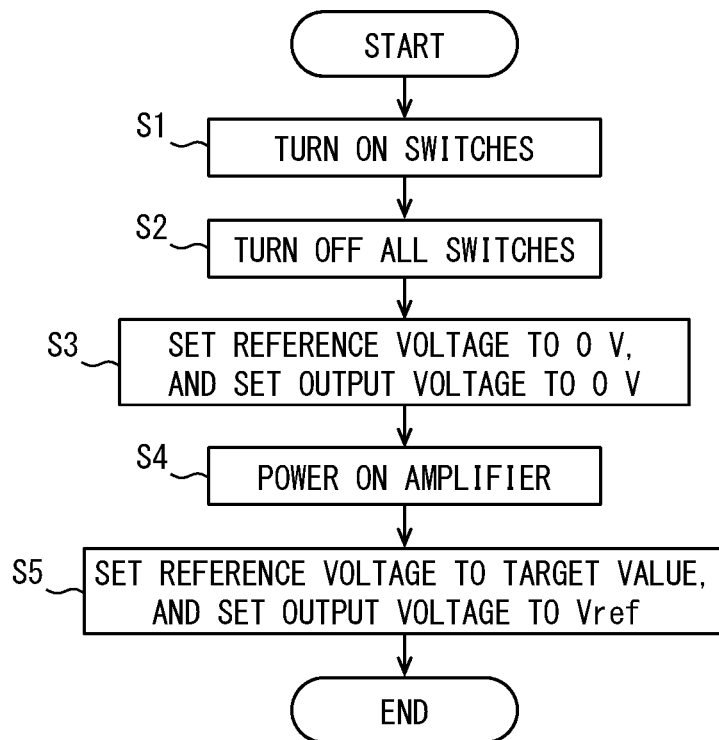 START
S1
TURN ON SWITCHES
S2
TURN OFF ALL SWITCHES
S3
SET REFERENCE VOLTAGE TO 0 V,
AND SET OUTPUT VOLTAGE TO 0 V
S4
POWER ON AMPLIFIER
S5
SET REFERENCE VOLTAGE TO TARGET VALUE,
AND SET OUTPUT VOLTAGE TO Vref
END